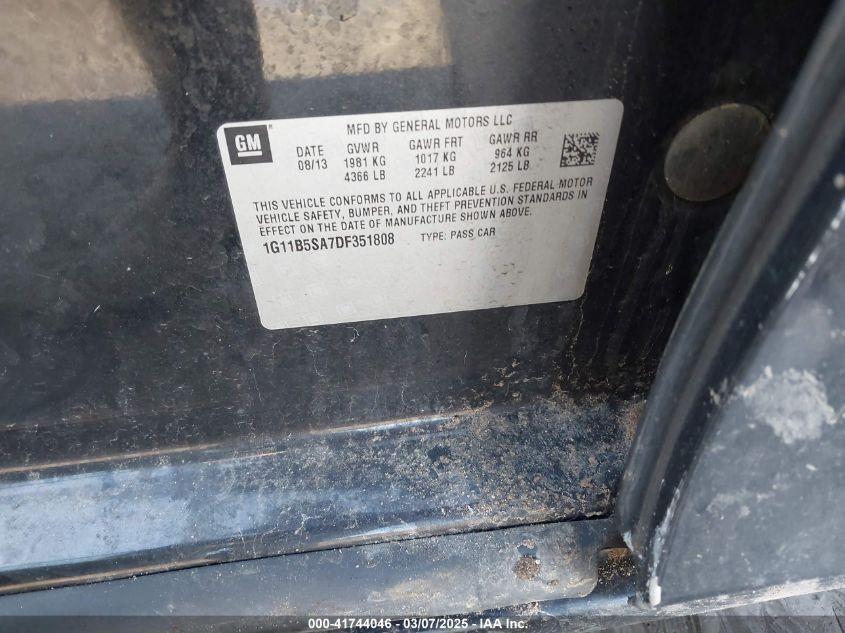 GM
MFD BY GENERAL MOTORS LLC
DATE GVWR GAWR FRT GAWR RR
08/13 1981 KG 1017 KG 964 KG
4366 LB 2241 LB 2125 LB
THIS VEHICLE CONFORMS TO ALL APPLICABLE U.S. FEDERAL MOTOR
VEHICLE SAFETY, BUMPER, AND THEFT PREVENTION STANDARDS IN
EFFECT ON THE DATE OF MANUFACTURE SHOWN ABOVE.
1G11B5SA7DF351808 TYPE: PASS CAR
000-41744046 — 03/07/2025 — IAA Inc.